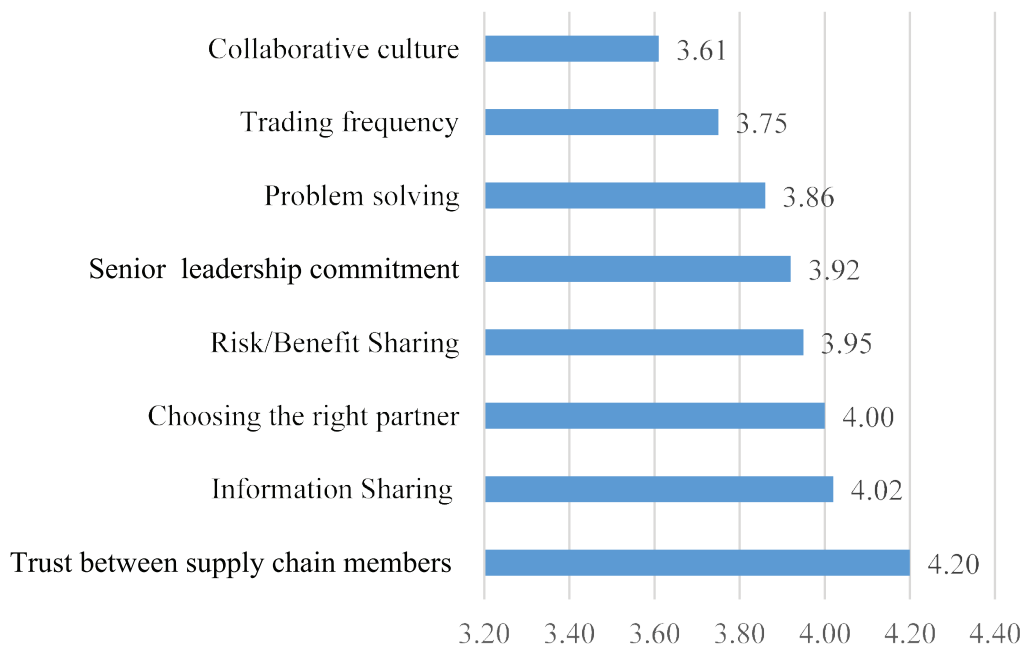 Collaborative culture 3.61
Trading frequency 3.75
Problem solving 3.86
Senior  leadership commitment 3.92
Risk/Benefit Sharing 3.95
Choosing the right partner 4.00
Information Sharing 4.02
Trust between supply chain members 4.20
3.20 3.40 3.60 3.80 4.00 4.20 4.40